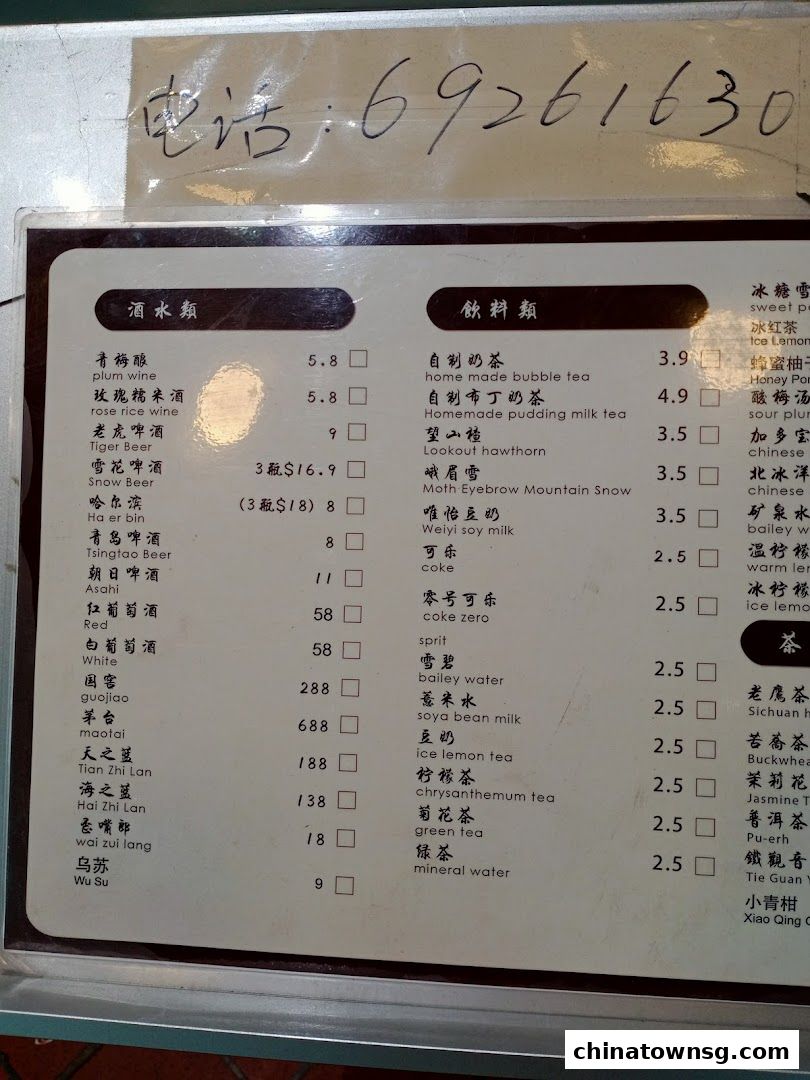 电话:69261630
酒水類
青梅酿 5.8
plum wine
玫瑰糯米酒 5.8
rose rice wine
老虎啤酒 9
Tiger Beer
雪花啤酒 3瓶$16.9
Snow Beer
哈尔滨 (3瓶$18) 8
Ha er bin
青岛啤酒 8
Tsingtao Beer
朝日啤酒 11
Asahi
红葡萄酒 58
Red
白葡萄酒 58
White
国窖 288
guojiao
茅台 688
maotai
天之蓝 188
Tian Zhi Lan
海之蓝 138
Hai Zhi Lan
歪嘴郎 18
wai zui lang
乌苏 9
Wu Su
飲料類
自制奶茶 3.9
home made bubble tea
自制布丁奶茶 4.9
Homemade pudding milk tea
望山楂 3.5
Lookout hawthorn
峨眉雪 3.5
Moth Eyebrow Mountain Snow
唯怡豆奶 3.5
Weiyi soy milk
可乐 2.5
coke
零号可乐 2.5
coke zero
sprit
雪碧 2.5
bailey water
薏米水 2.5
soya bean milk
豆奶 2.5
ice lemon tea
柠檬茶 2.5
chrysanthemum tea
菊花茶 2.5
green tea
绿茶 2.5
mineral water
冰糖雪
sweet
冰红茶
Ice Lemon
蜂蜜柚
Honey
酸梅汤
sour
加多宝
chinese
北冰洋
chinese
矿泉水
bailey
温柠檬
warm
冰柠檬
ice
茶
老鹰茶
Sichuan
苦荞茶
茉莉花
Jasmine
普洱茶
Pu-erh
鐵觀音
Tie Guan
小青柑
Xiao Qing
chinatownsg.com